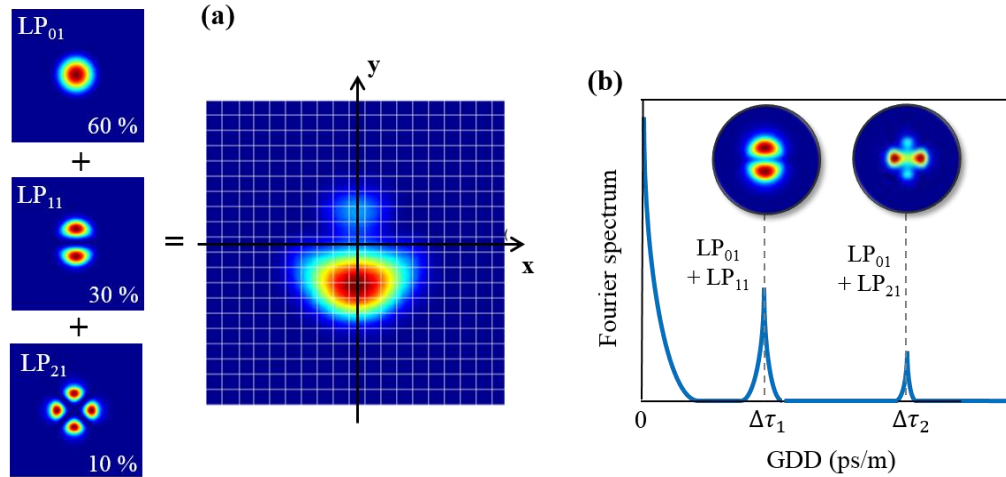 LP₀₁
60 %
+
LP₁₁
30 %
+
LP₂₁
10 %
=
(a)
y
x
(b)
Fourier spectrum
LP₀₁
+ LP₁₁
LP₀₁
+ LP₂₁
0
Δτ₁
Δτ₂
GDD (ps/m)